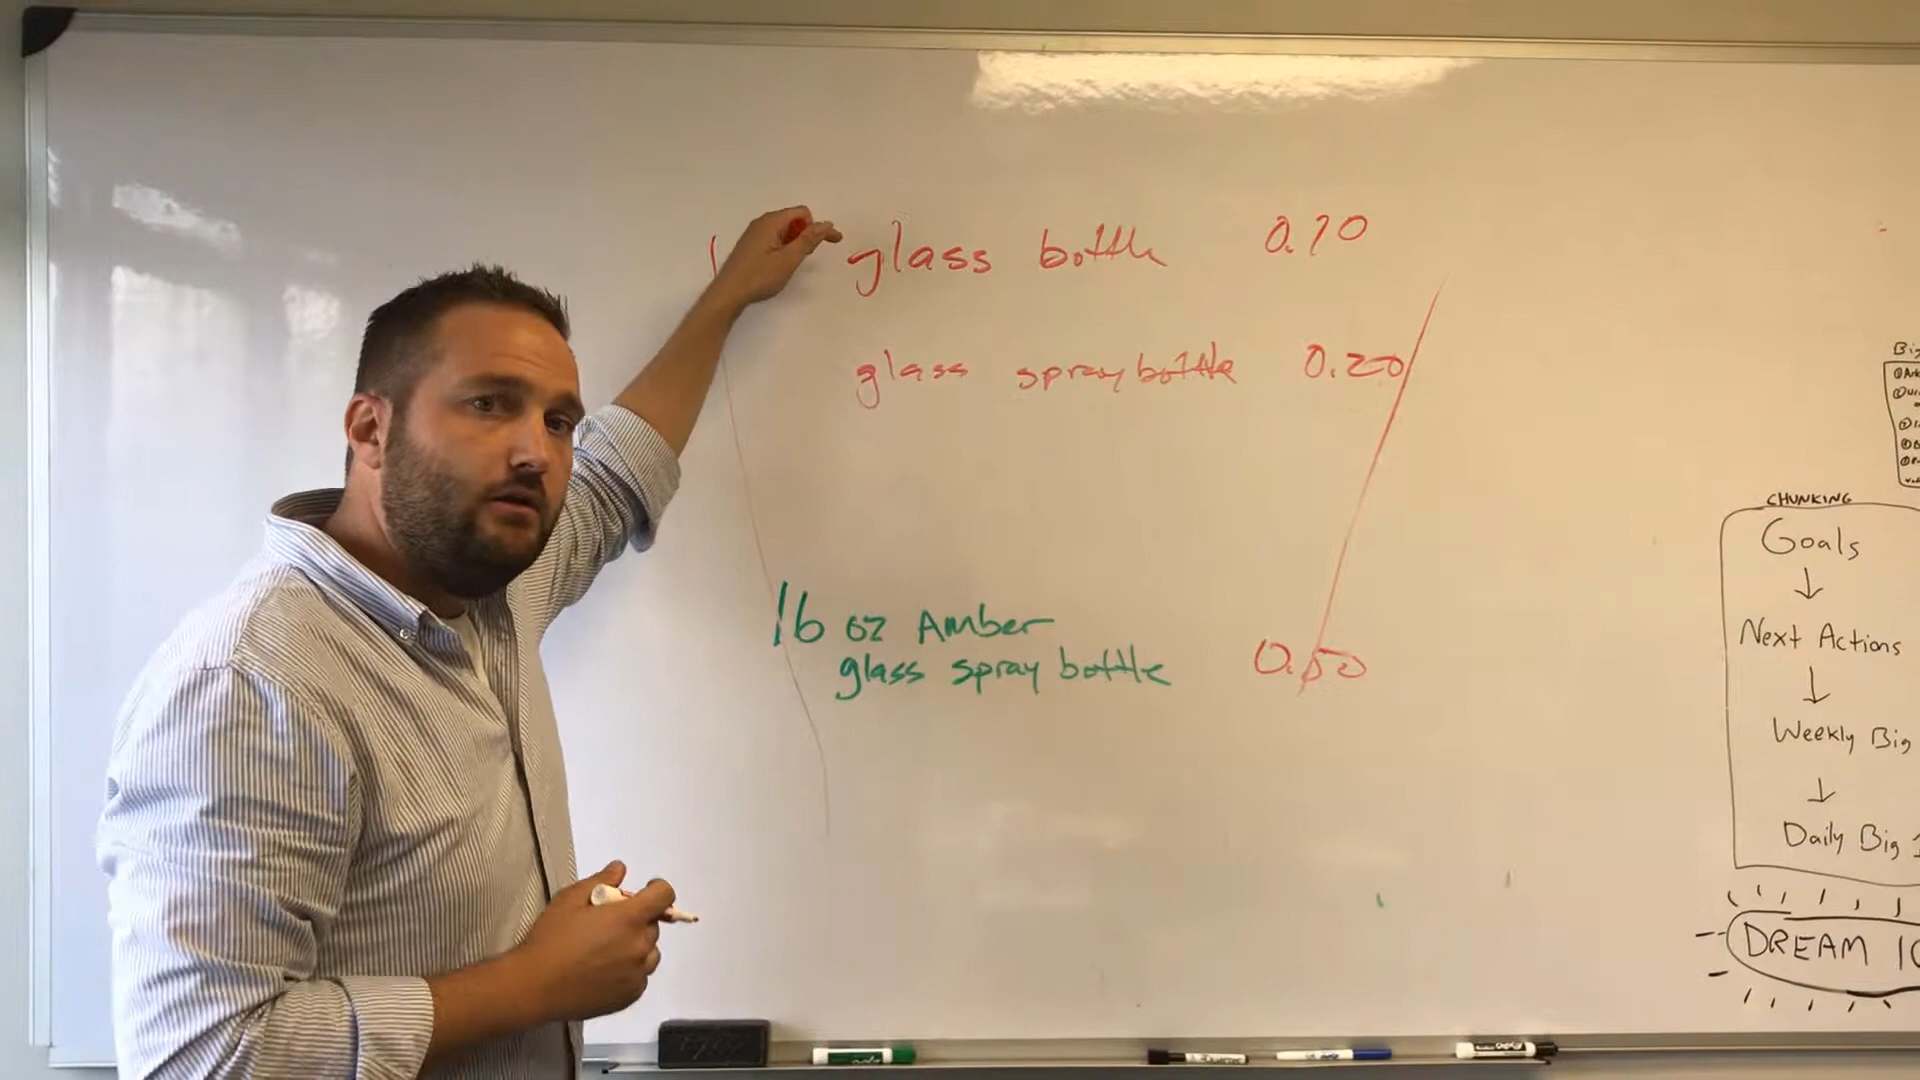 glass bottle 0.10
glass spray bottle 0.20
16 oz Amber
glass spray bottle 0.50
CHUNKING
Goals
↓
Next Actions
↓
Weekly Big
↓
Daily Big
DREAM